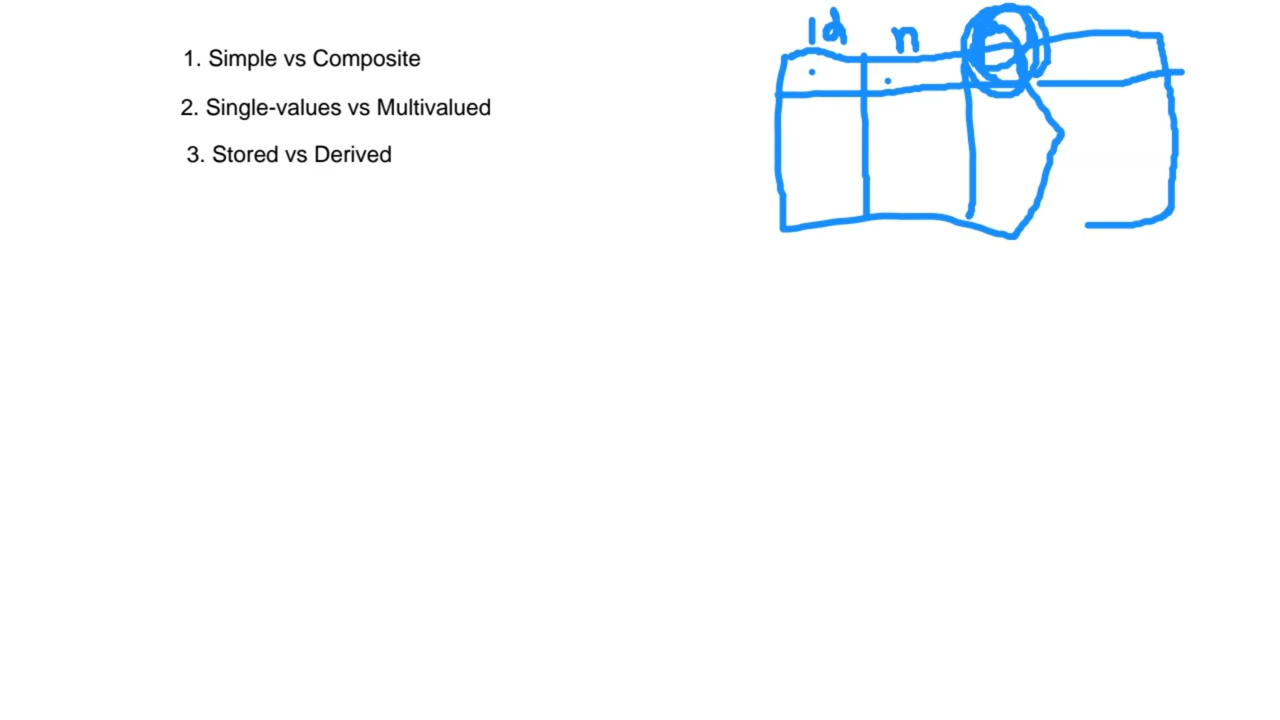 1. Simple vs Composite
2. Single-values vs Multivalued
3. Stored vs Derived
id n